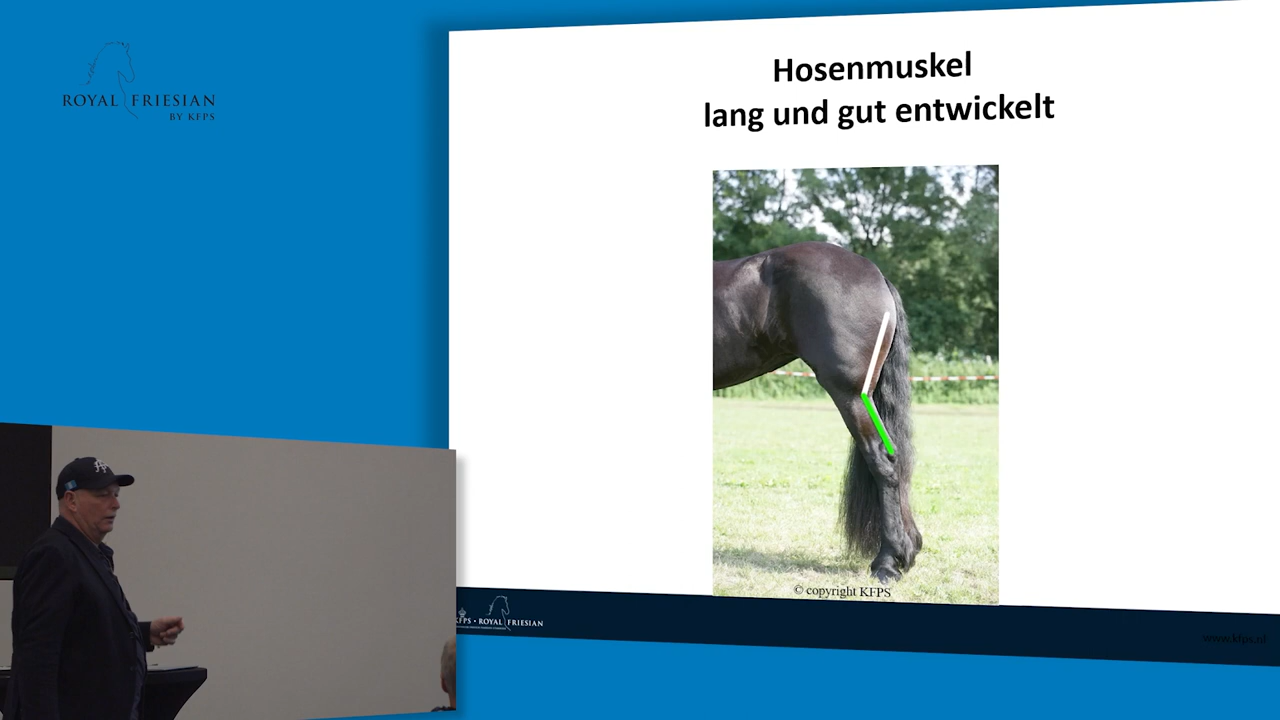 ROYAL FRIESIAN
BY KFPS
Hosenmuskel
lang und gut entwickelt
© copyright KFPS
KFPS • ROYAL FRIESIAN
www.kfps.nl